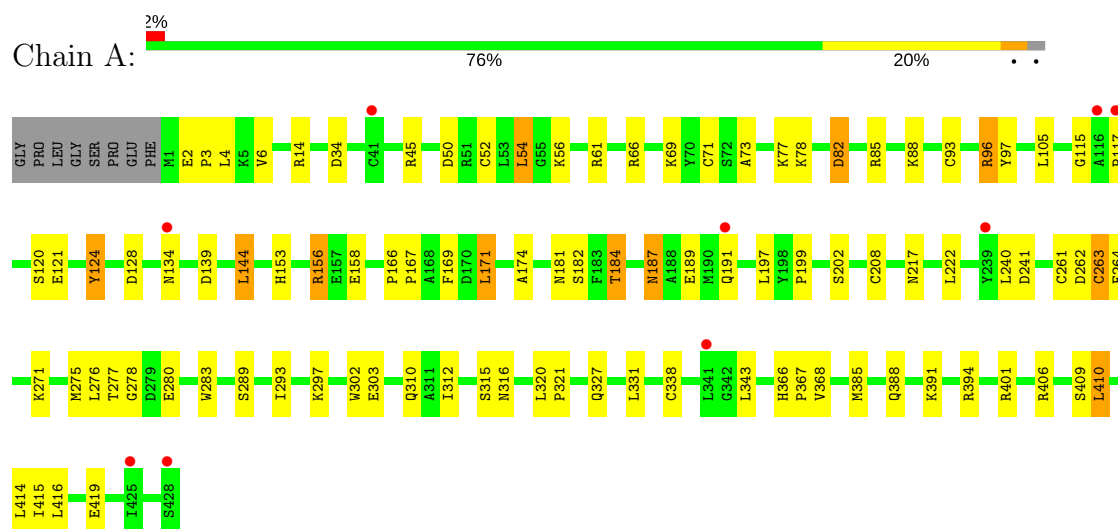 2%
Chain A:
76% 20% • •
GLY PRO LEU GLY SER PRO GLU PHE M1 E2 P3 L4 K5 V6 R14 D34 C41 R45 D50 R51 C52 L53 L54 G55 K56 R61 R66 K69 Y70 C71 S72 A73 K77 K78 D82 R85 K88 C93 R96 Y97 L105 G115 A116
S120 E121 Y124 D128 N134 D139 L144 H153 R156 E157 E158 P166 P167 A168 F169 D170 L171 A174 N181 S182 F183 T184 N187 A188 E189 M190 Q191 L197 Y198 P199 S202 C208 N217 L222 Y239 L240 D241 C261 D262 C263
K271 M275 L276 T277 G278 D279 E280 W283 S289 I293 K297 W302 E303 Q310 A311 I312 S315 N316 L320 P321 Q327 L331 C338 L341 G342 L343 H366 P367 V368 M385 Q388 K391 R394 R401 R406 S409 L410
L414 I415 L416 E419 I425 S428